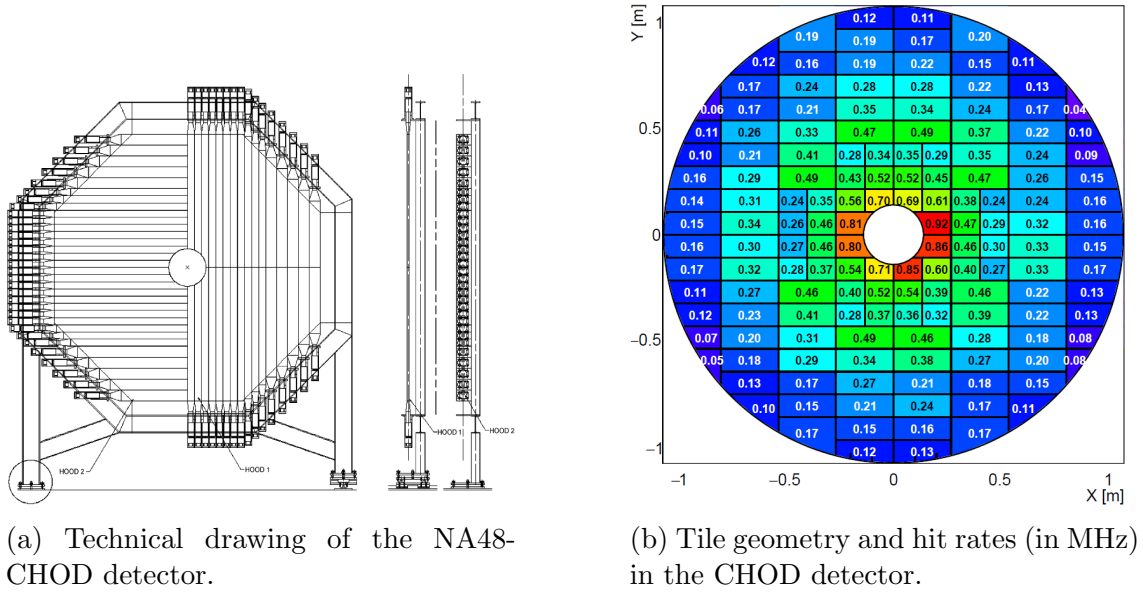 HOOD 2
HOOD 1
HOOD 1
HOOD 2
(a) Technical drawing of the NA48-
CHOD detector.
Y [m]
1
0.5
0
−0.5
−1
0.12 0.11
0.19 0.19 0.17 0.20
0.12 0.16 0.19 0.22 0.15 0.11
0.17 0.24 0.28 0.28 0.22 0.13
0.06 0.17 0.21 0.35 0.34 0.24 0.17 0.04
0.11 0.26 0.33 0.47 0.49 0.37 0.22 0.10
0.10 0.21 0.41 0.28 0.34 0.35 0.29 0.35 0.24 0.09
0.16 0.29 0.49 0.43 0.52 0.52 0.45 0.47 0.26 0.15
0.14 0.31 0.24 0.35 0.56 0.70 0.69 0.61 0.38 0.24 0.24 0.16
0.15 0.34 0.26 0.46 0.81 0.92 0.47 0.29 0.32 0.16
0.16 0.30 0.27 0.46 0.80 0.86 0.46 0.30 0.33 0.15
0.17 0.32 0.28 0.37 0.54 0.71 0.85 0.60 0.40 0.27 0.33 0.17
0.11 0.27 0.46 0.40 0.52 0.54 0.39 0.46 0.22 0.13
0.12 0.23 0.41 0.28 0.37 0.36 0.32 0.39 0.22 0.13
0.07 0.20 0.31 0.49 0.46 0.28 0.18 0.08
0.05 0.18 0.29 0.34 0.38 0.27 0.20 0.08
0.13 0.17 0.27 0.21 0.18 0.15
0.10 0.15 0.21 0.24 0.17 0.11
0.17 0.15 0.16 0.17
0.12 0.13
−1 −0.5 0 0.5 1
X [m]
(b) Tile geometry and hit rates (in MHz)
in the CHOD detector.